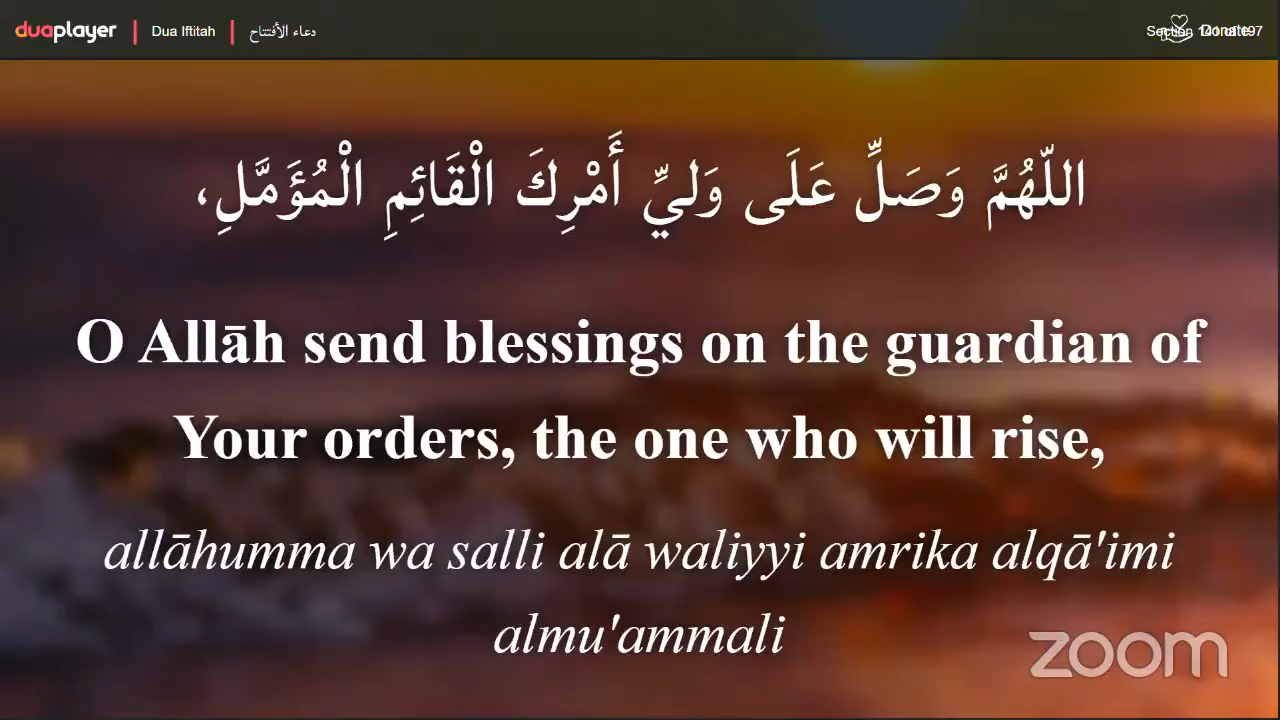 duaplayer | Dua Iftitah | دعاء الأفتتاح
Donate
اللّهُمَّ وَصَلِّ عَلَى وَلِيِّ أَمْرِكَ الْقَائِمِ الْمُؤَمَّلِ،
O Allāh send blessings on the guardian of
Your orders, the one who will rise,
allāhumma wa salli alā waliyyi amrika alqā'imi
almu'ammali
zoom